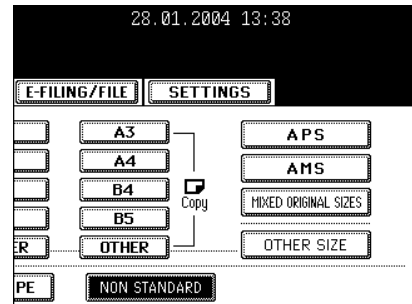 28.01.2004 13:38
E-FILING/FILE SETTINGS
A3 APS
A4 AMS
B4 Copy MIXED ORIGINAL SIZES
B5
ER OTHER OTHER SIZE
PE NON STANDARD